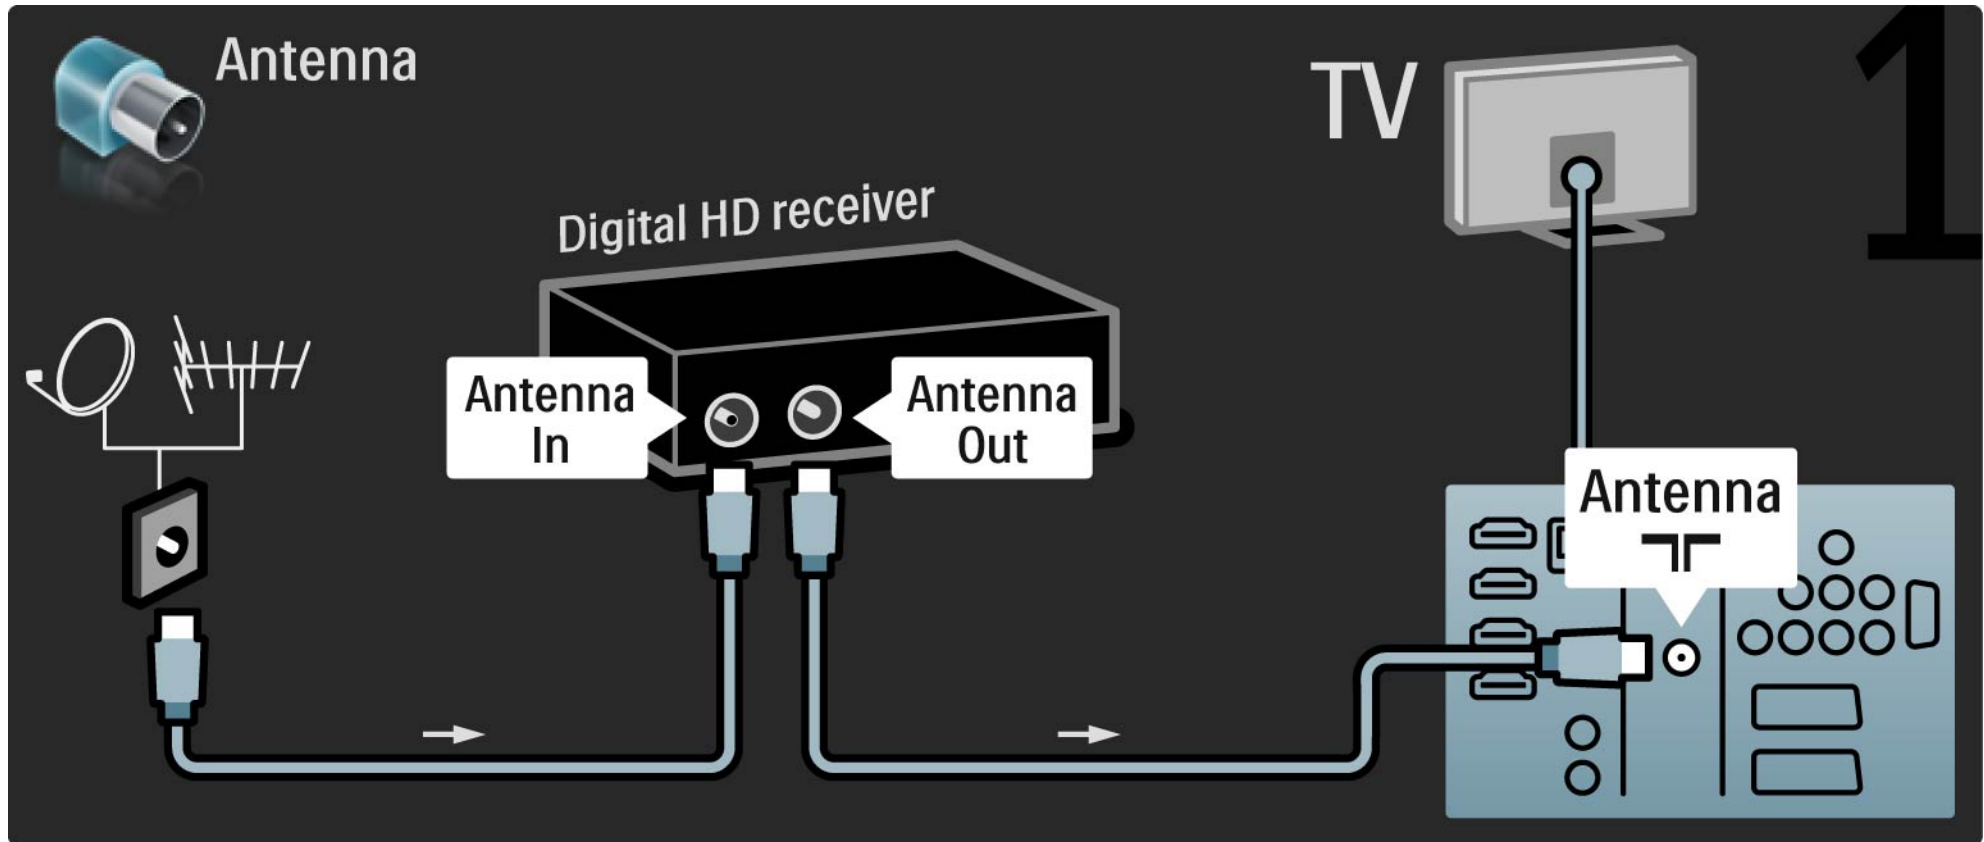 Antenna
TV
1
Digital HD receiver
Antenna
In
Antenna
Out
Antenna